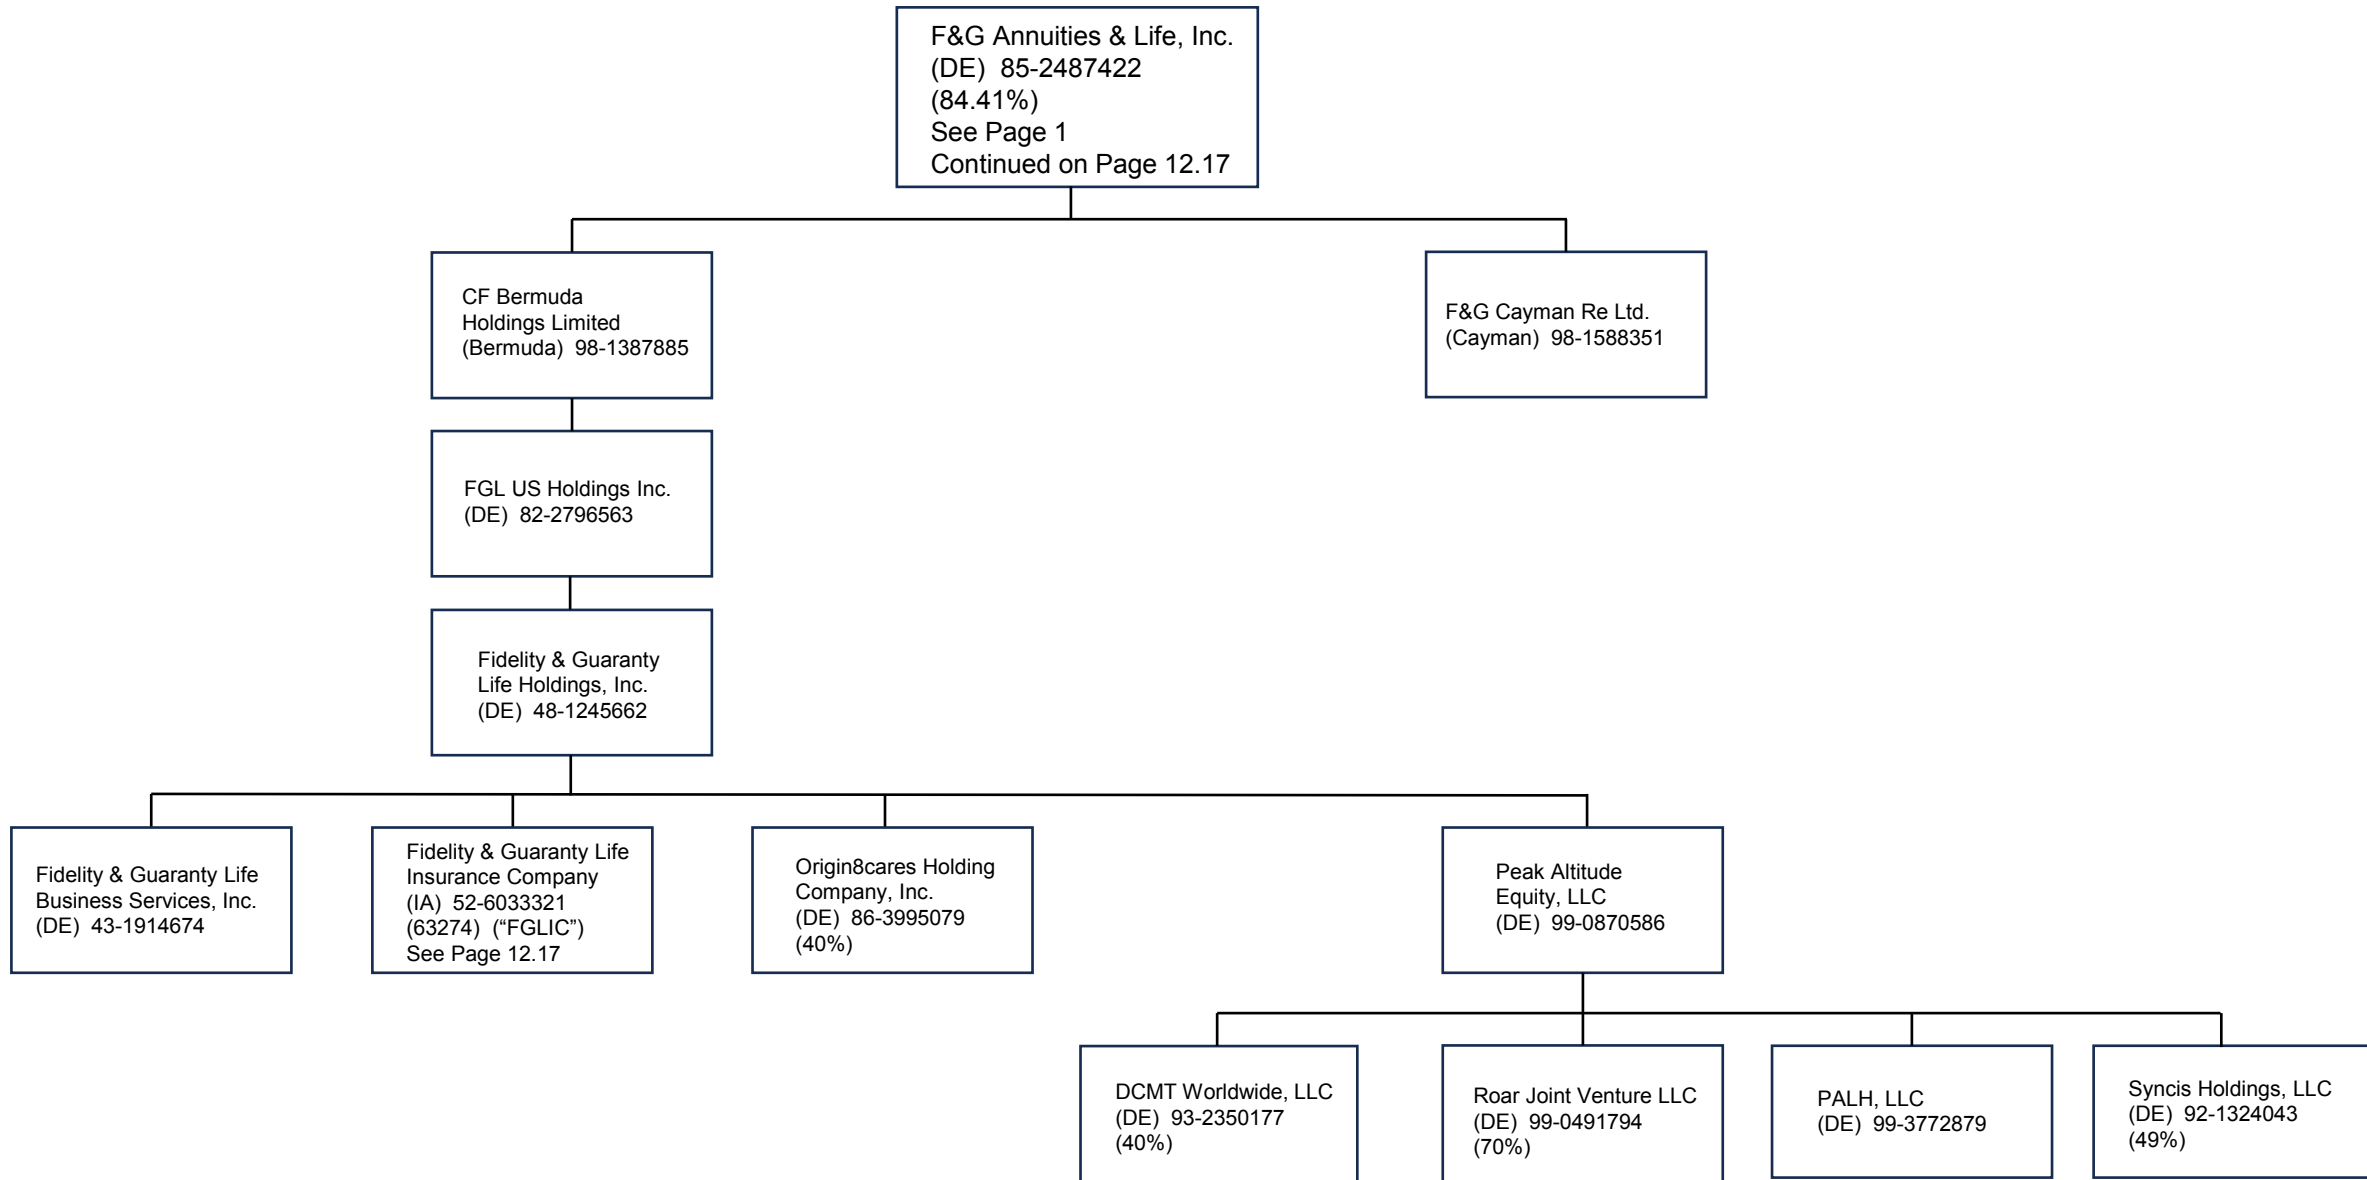 F&G Annuities & Life, Inc.
(DE) 85-2487422
(84.41%)
See Page 1
Continued on Page 12.17
CF Bermuda
Holdings Limited
(Bermuda) 98-1387885
F&G Cayman Re Ltd.
(Cayman) 98-1588351
FGL US Holdings Inc.
(DE) 82-2796563
Fidelity & Guaranty
Life Holdings, Inc.
(DE) 48-1245662
Fidelity & Guaranty Life
Business Services, Inc.
(DE) 43-1914674
Fidelity & Guaranty Life
Insurance Company
(IA) 52-6033321
(63274) (“FGLIC”)
See Page 12.17
Origin8cares Holding
Company, Inc.
(DE) 86-3995079
(40%)
Peak Altitude
Equity, LLC
(DE) 99-0870586
DCMT Worldwide, LLC
(DE) 93-2350177
(40%)
Roar Joint Venture LLC
(DE) 99-0491794
(70%)
PALH, LLC
(DE) 99-3772879
Syncis Holdings, LLC
(DE) 92-1324043
(49%)